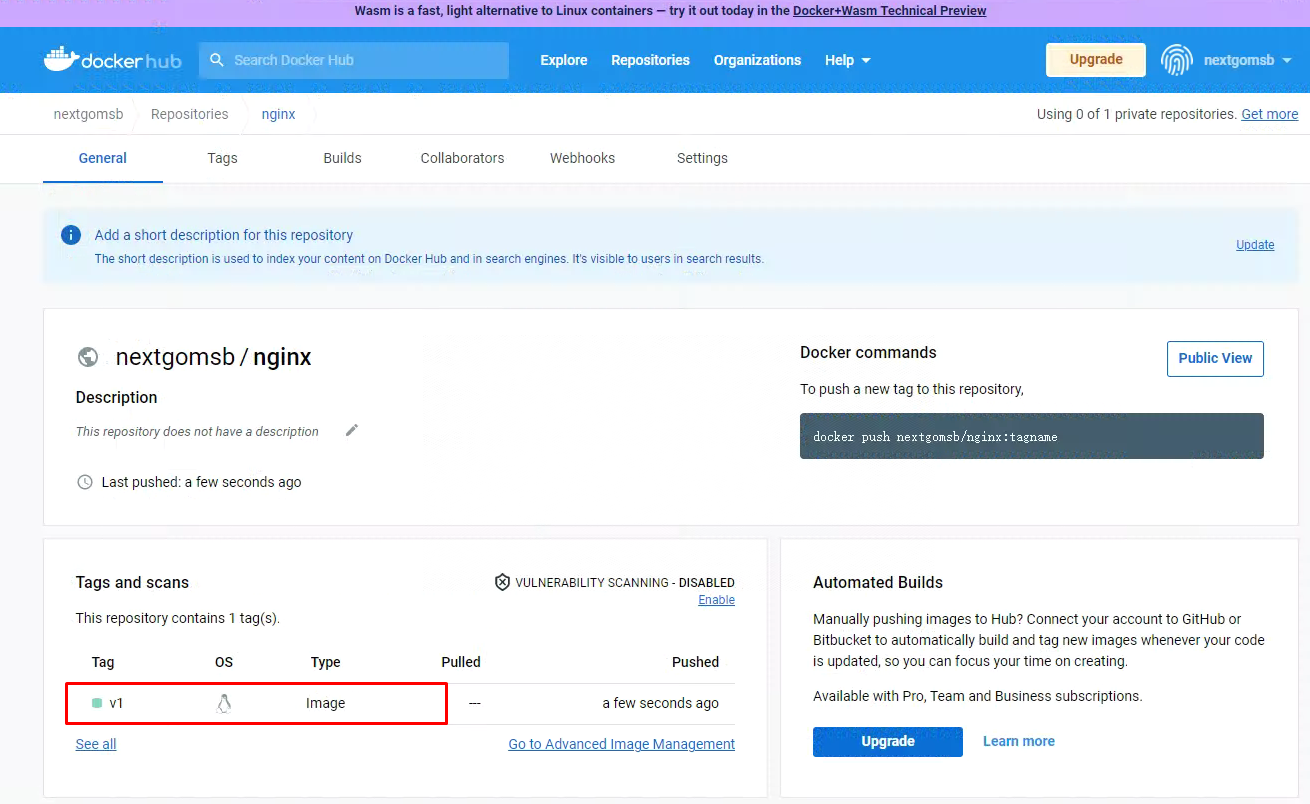 Wasm is a fast, light alternative to Linux containers — try it out today in the Docker+Wasm Technical Preview
docker hub
Search Docker Hub
Explore
Repositories
Organizations
Help
Upgrade
nextgomsb
nextgomsb
Repositories
nginx
Using 0 of 1 private repositories. Get more
General
Tags
Builds
Collaborators
Webhooks
Settings
Add a short description for this repository
The short description is used to index your content on Docker Hub and in search engines. It's visible to users in search results.
Update
nextgomsb / nginx
Description
This repository does not have a description
Last pushed: a few seconds ago
Docker commands
Public View
To push a new tag to this repository,
docker push nextgomsb/nginx:tagname
Tags and scans
VULNERABILITY SCANNING - DISABLED
Enable
This repository contains 1 tag(s).
Tag OS Type Pulled Pushed
v1 Image --- a few seconds ago
See all
Go to Advanced Image Management
Automated Builds
Manually pushing images to Hub? Connect your account to GitHub or
Bitbucket to automatically build and tag new images whenever your code
is updated, so you can focus your time on creating.
Available with Pro, Team and Business subscriptions.
Upgrade
Learn more